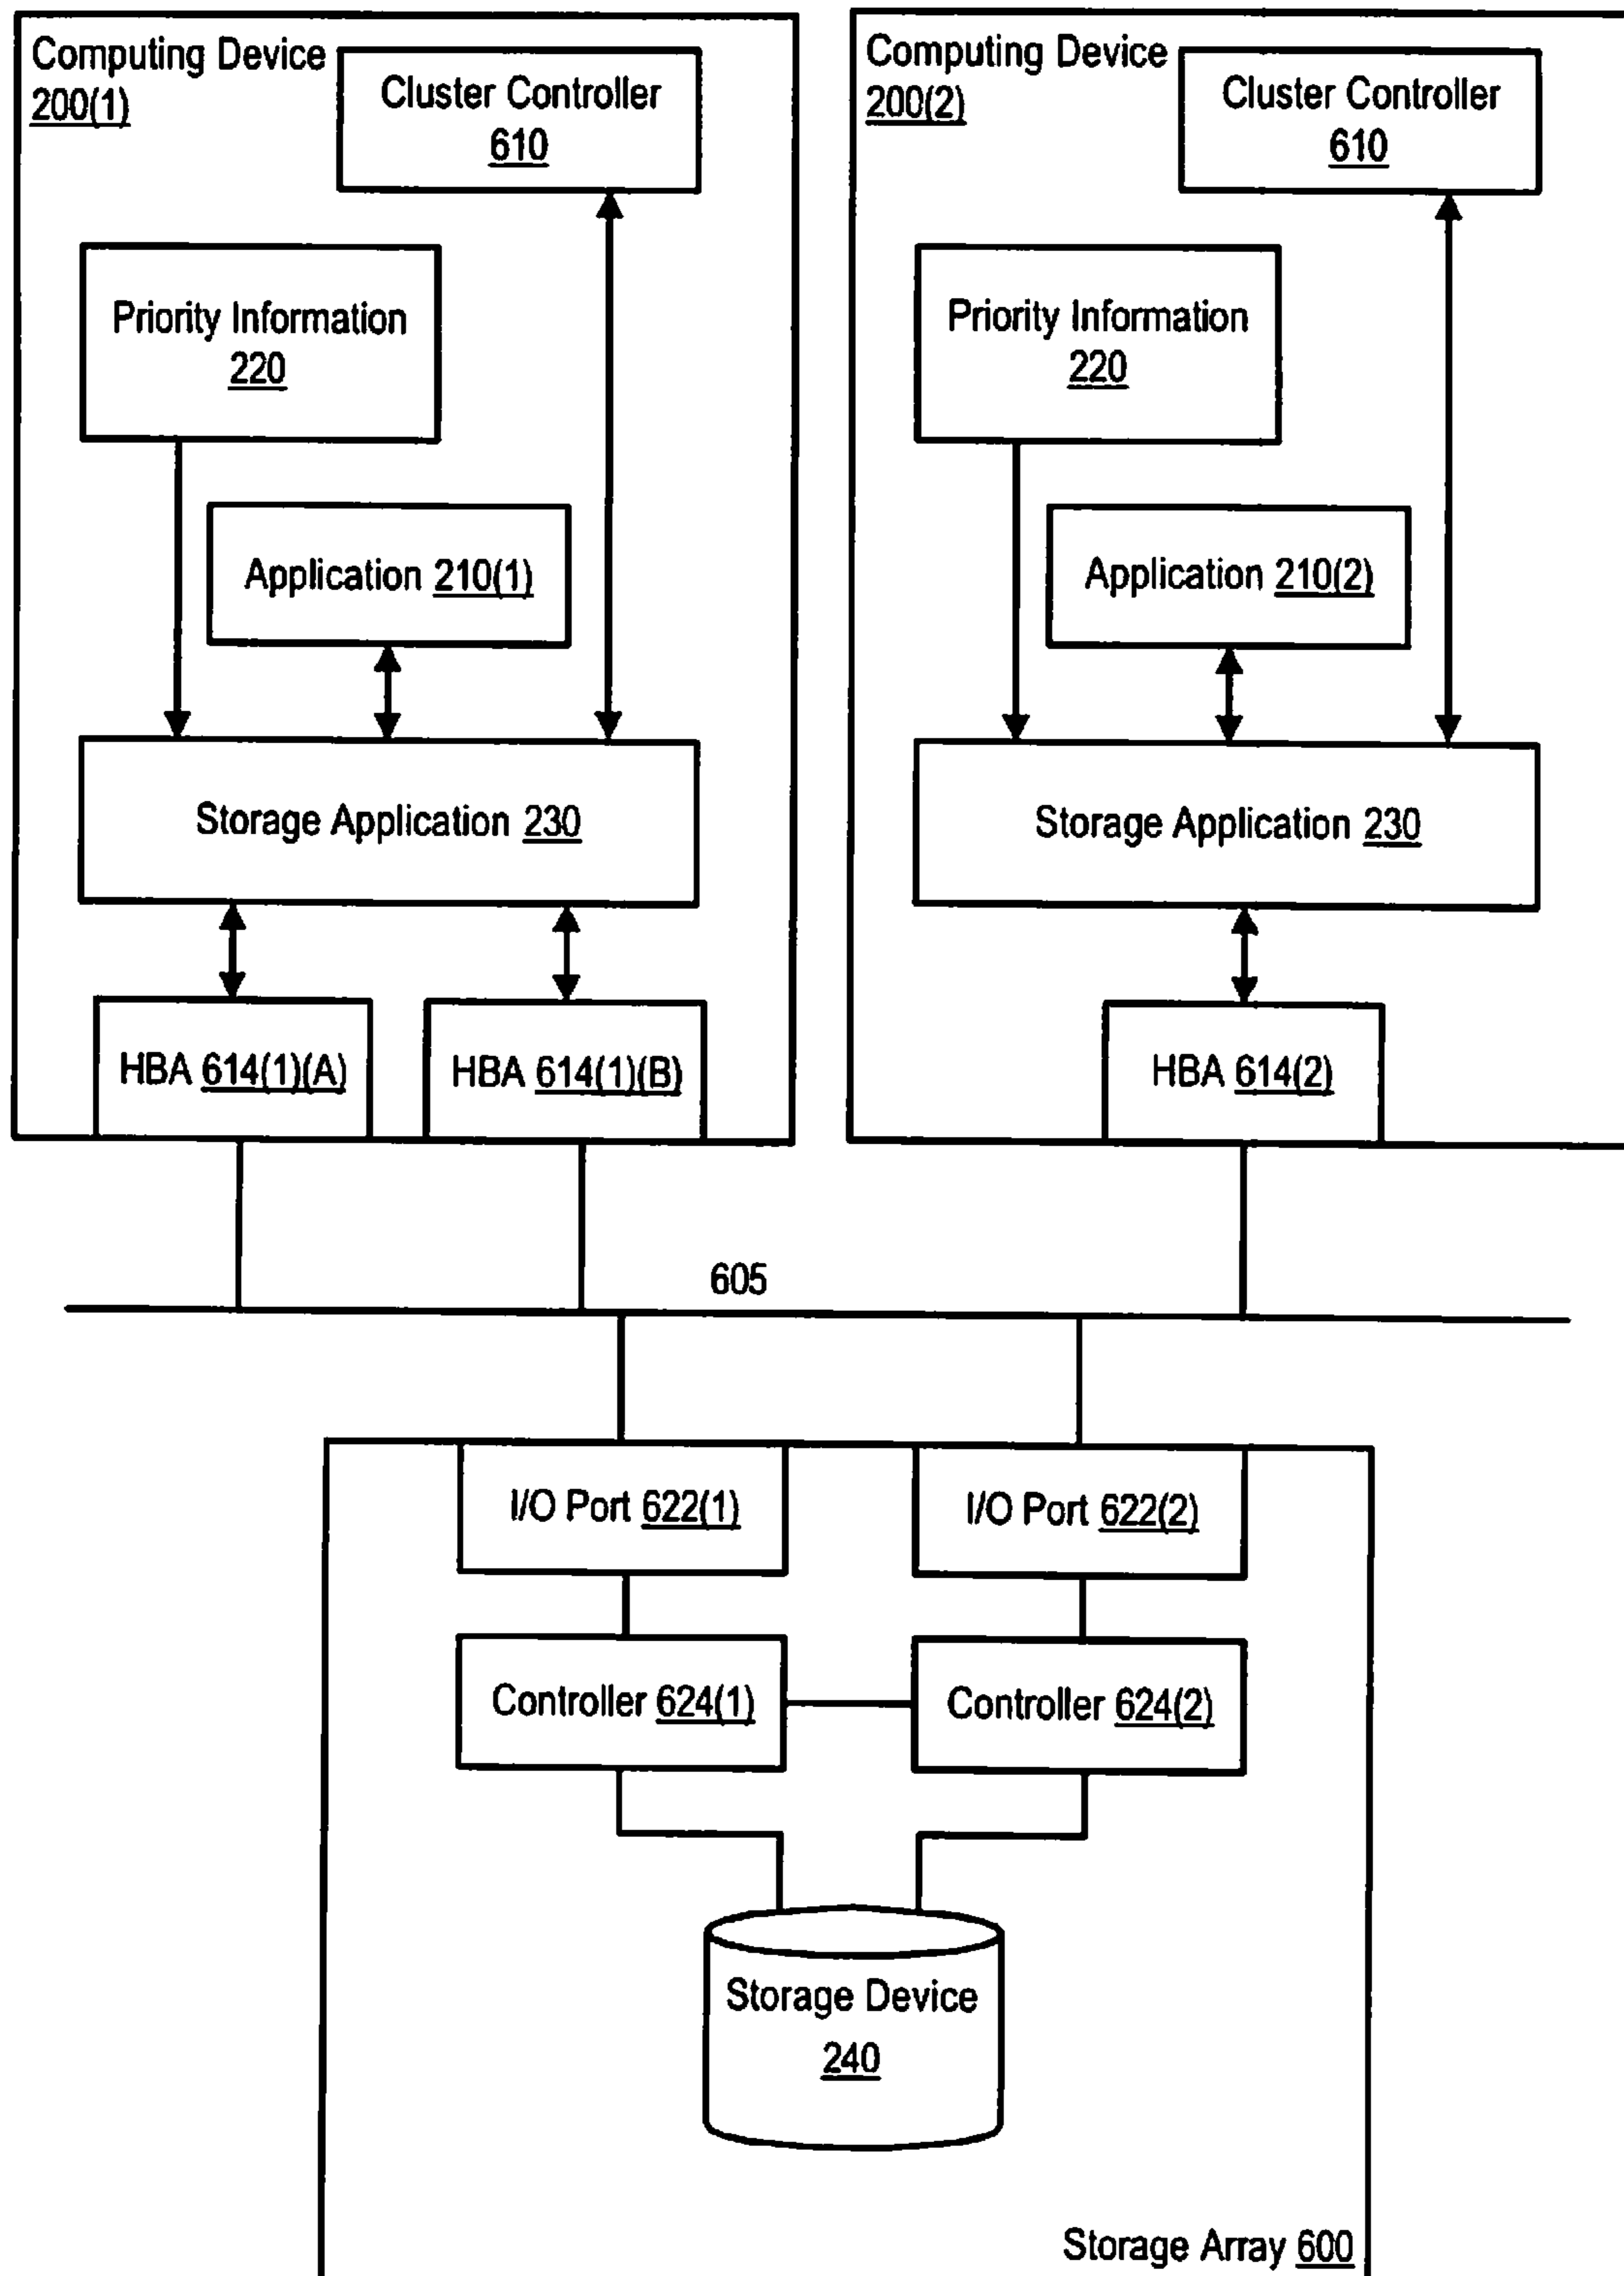 Computing Device
200(1)
Cluster Controller
610
Priority Information
220
Application 210(1)
Storage Application 230
HBA 614(1)(A)
HBA 614(1)(B)
Computing Device
200(2)
Cluster Controller
610
Priority Information
220
Application 210(2)
Storage Application 230
HBA 614(2)
605
I/O Port 622(1)
I/O Port 622(2)
Controller 624(1)
Controller 624(2)
Storage Device
240
Storage Array 600